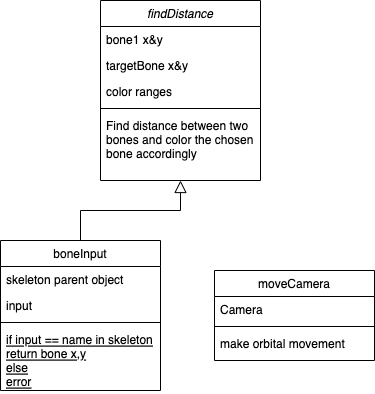 findDistance
bone1 x&y
targetBone x&y
color ranges
Find distance between two
bones and color the chosen
bone accordingly
boneInput
skeleton parent object
input
if input == name in skeleton
return bone x,y
else
error
moveCamera
Camera
make orbital movement